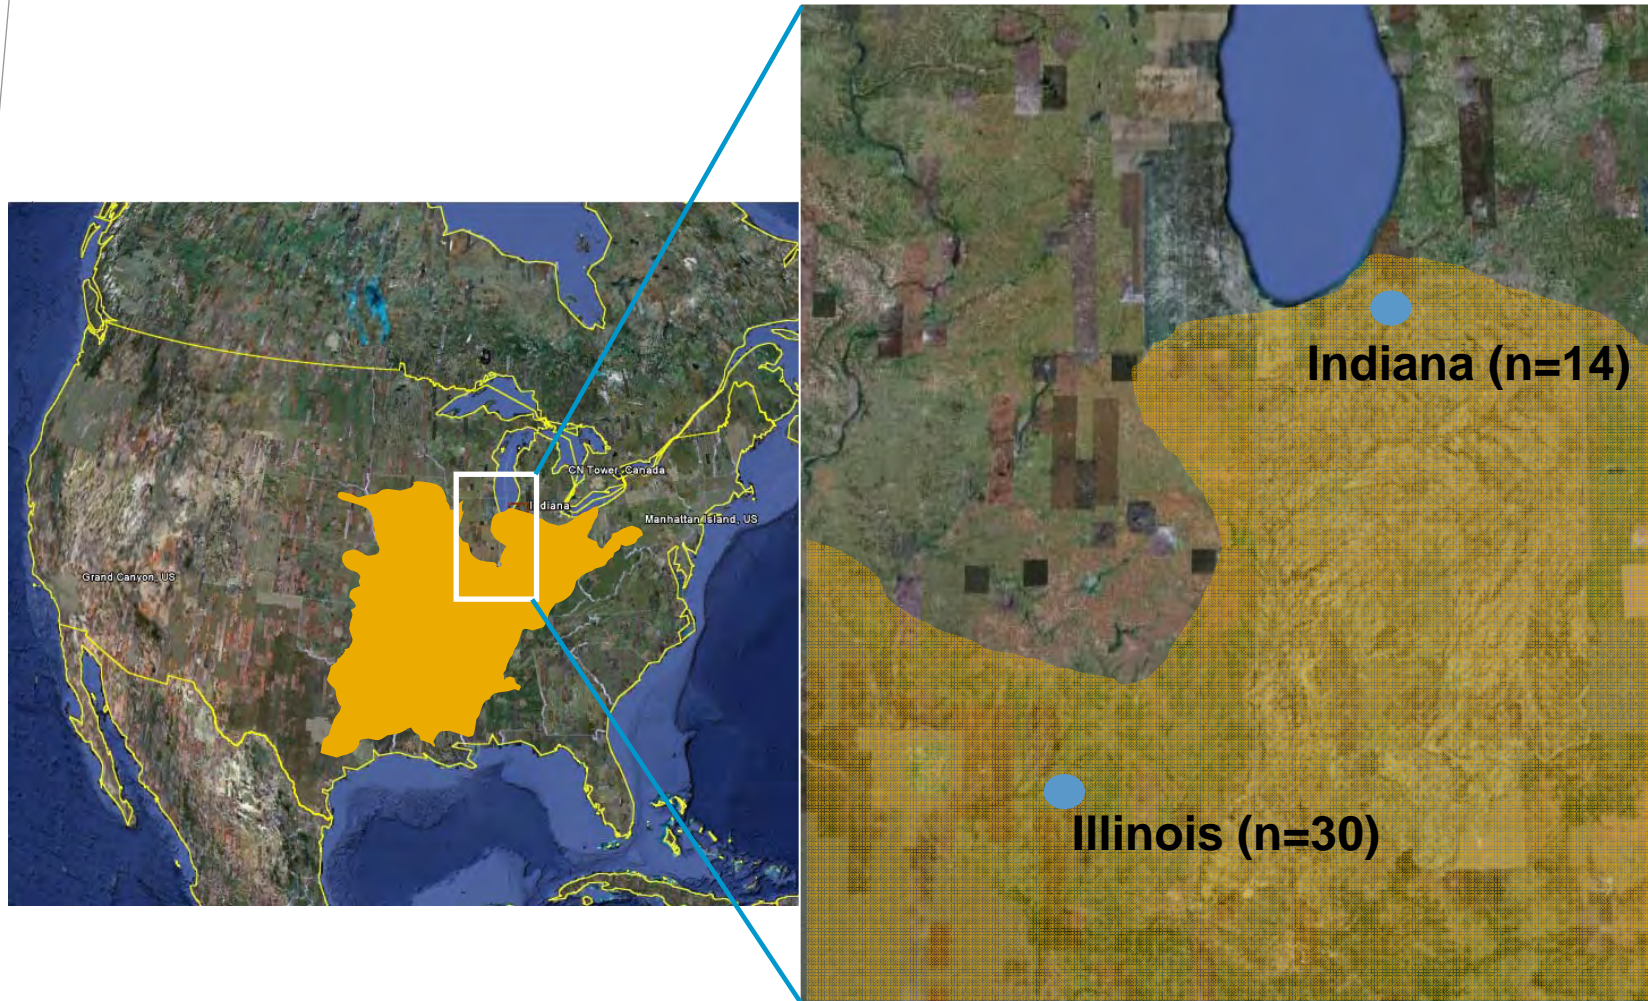 CN Tower, Canada
Indiana
Manhattan Island, US
Grand Canyon, US
Indiana (n=14)
Illinois (n=30)